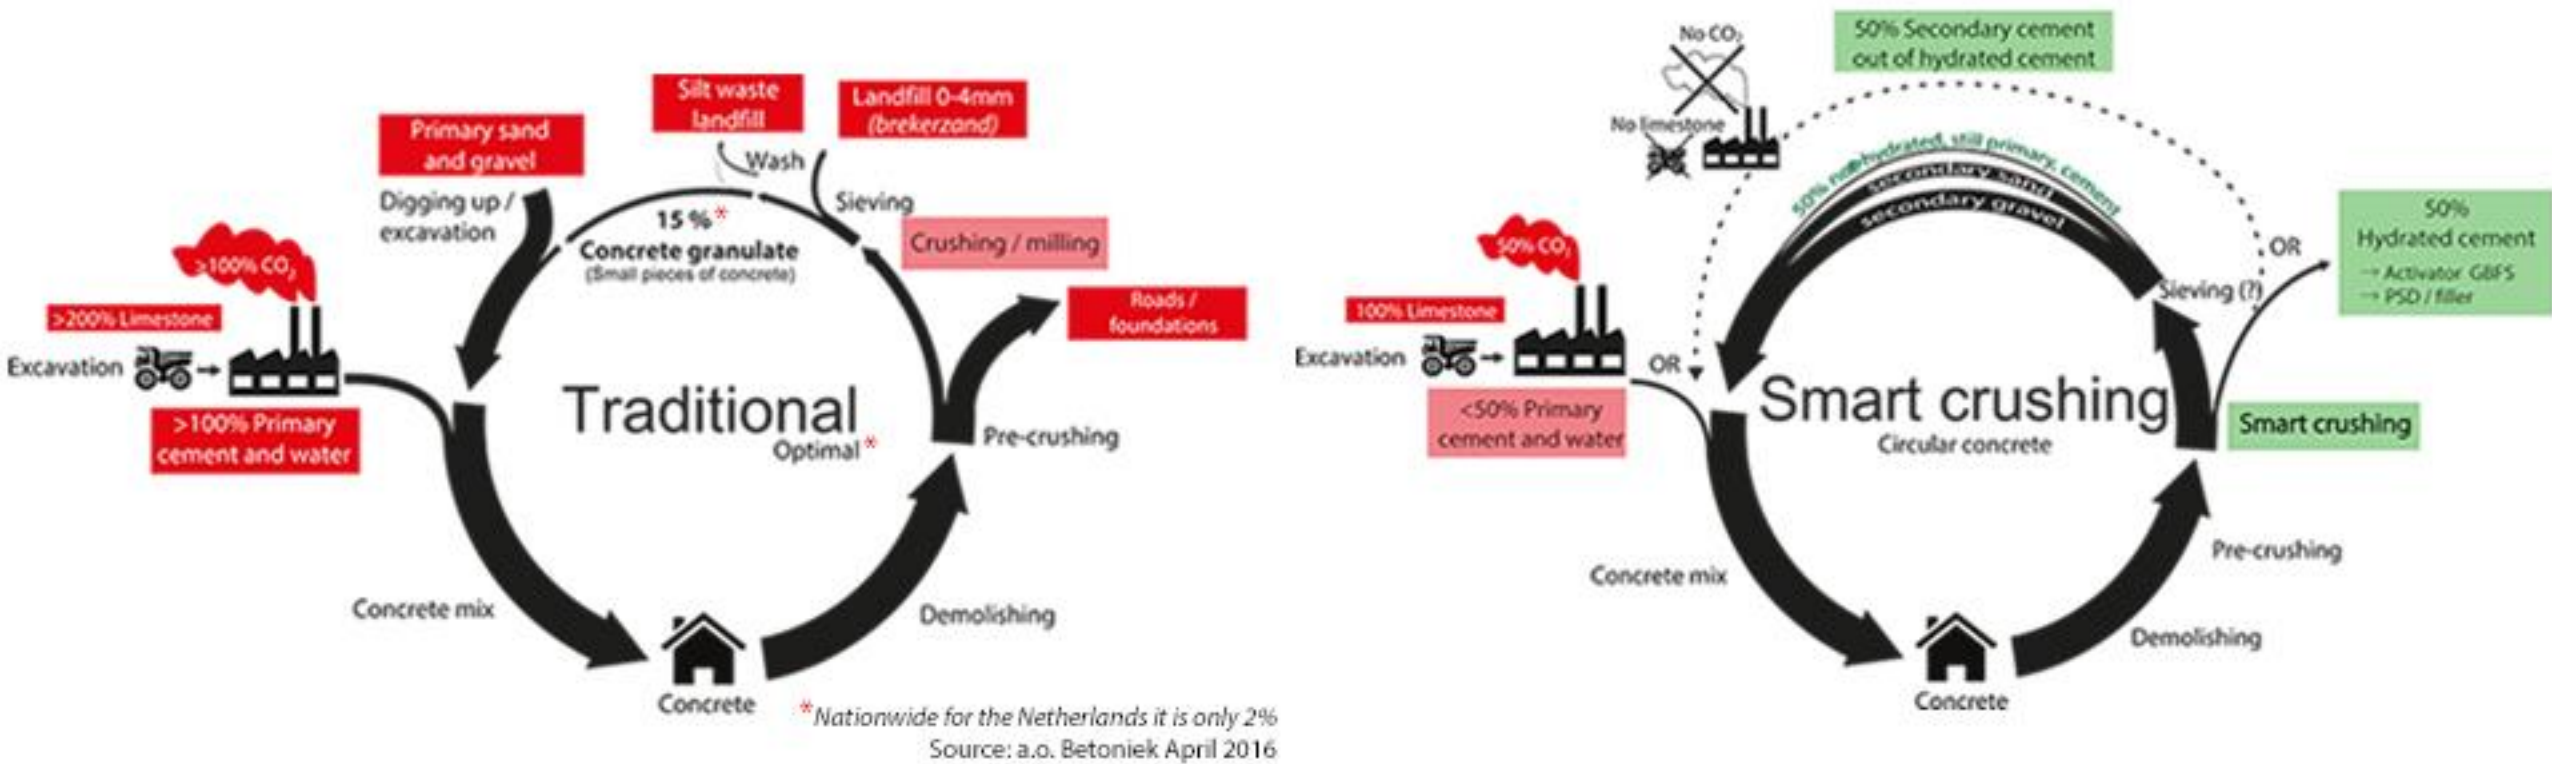 Silt waste
landfill
Landfill 0-4mm
(brekerzand)
Primary sand
and gravel
Wash
Digging up /
excavation
Sieving
15 %*
Concrete granulate
(Small pieces of concrete)
Crushing / milling
>100% CO2
>200% Limestone
Roads /
foundations
Excavation
>100% Primary
cement and water
Traditional
Optimal*
Pre-crushing
Concrete mix
Demolishing
Concrete
*Nationwide for the Netherlands it is only 2%
Source: a.o. Betoniek April 2016
No CO2
50% Secondary cement
out of hydrated cement
No limestone
50% hydrated, still primary, cement
secondary sand
secondary gravel
50%
Hydrated cement
→ Activator GBFS
→ PSD / filler
OR
Sieving (?)
50% CO2
100% Limestone
Excavation
OR
<50% Primary
cement and water
Smart crushing
Circular concrete
Smart crushing
Pre-crushing
Concrete mix
Demolishing
Concrete